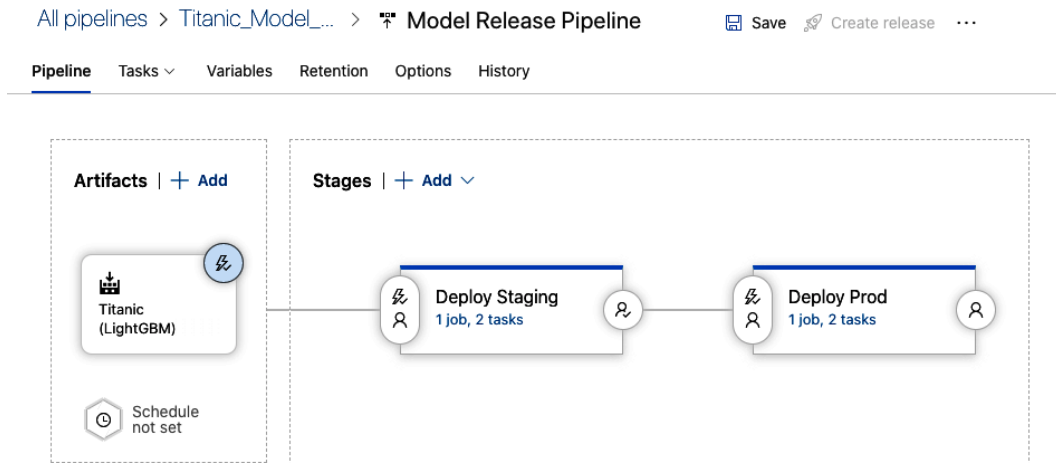 All pipelines > Titanic_Model_... > Model Release Pipeline
Save Create release ...
Pipeline Tasks Variables Retention Options History
Artifacts | + Add
Stages | + Add
Titanic
(LightGBM)
Deploy Staging
1 job, 2 tasks
Deploy Prod
1 job, 2 tasks
Schedule
not set